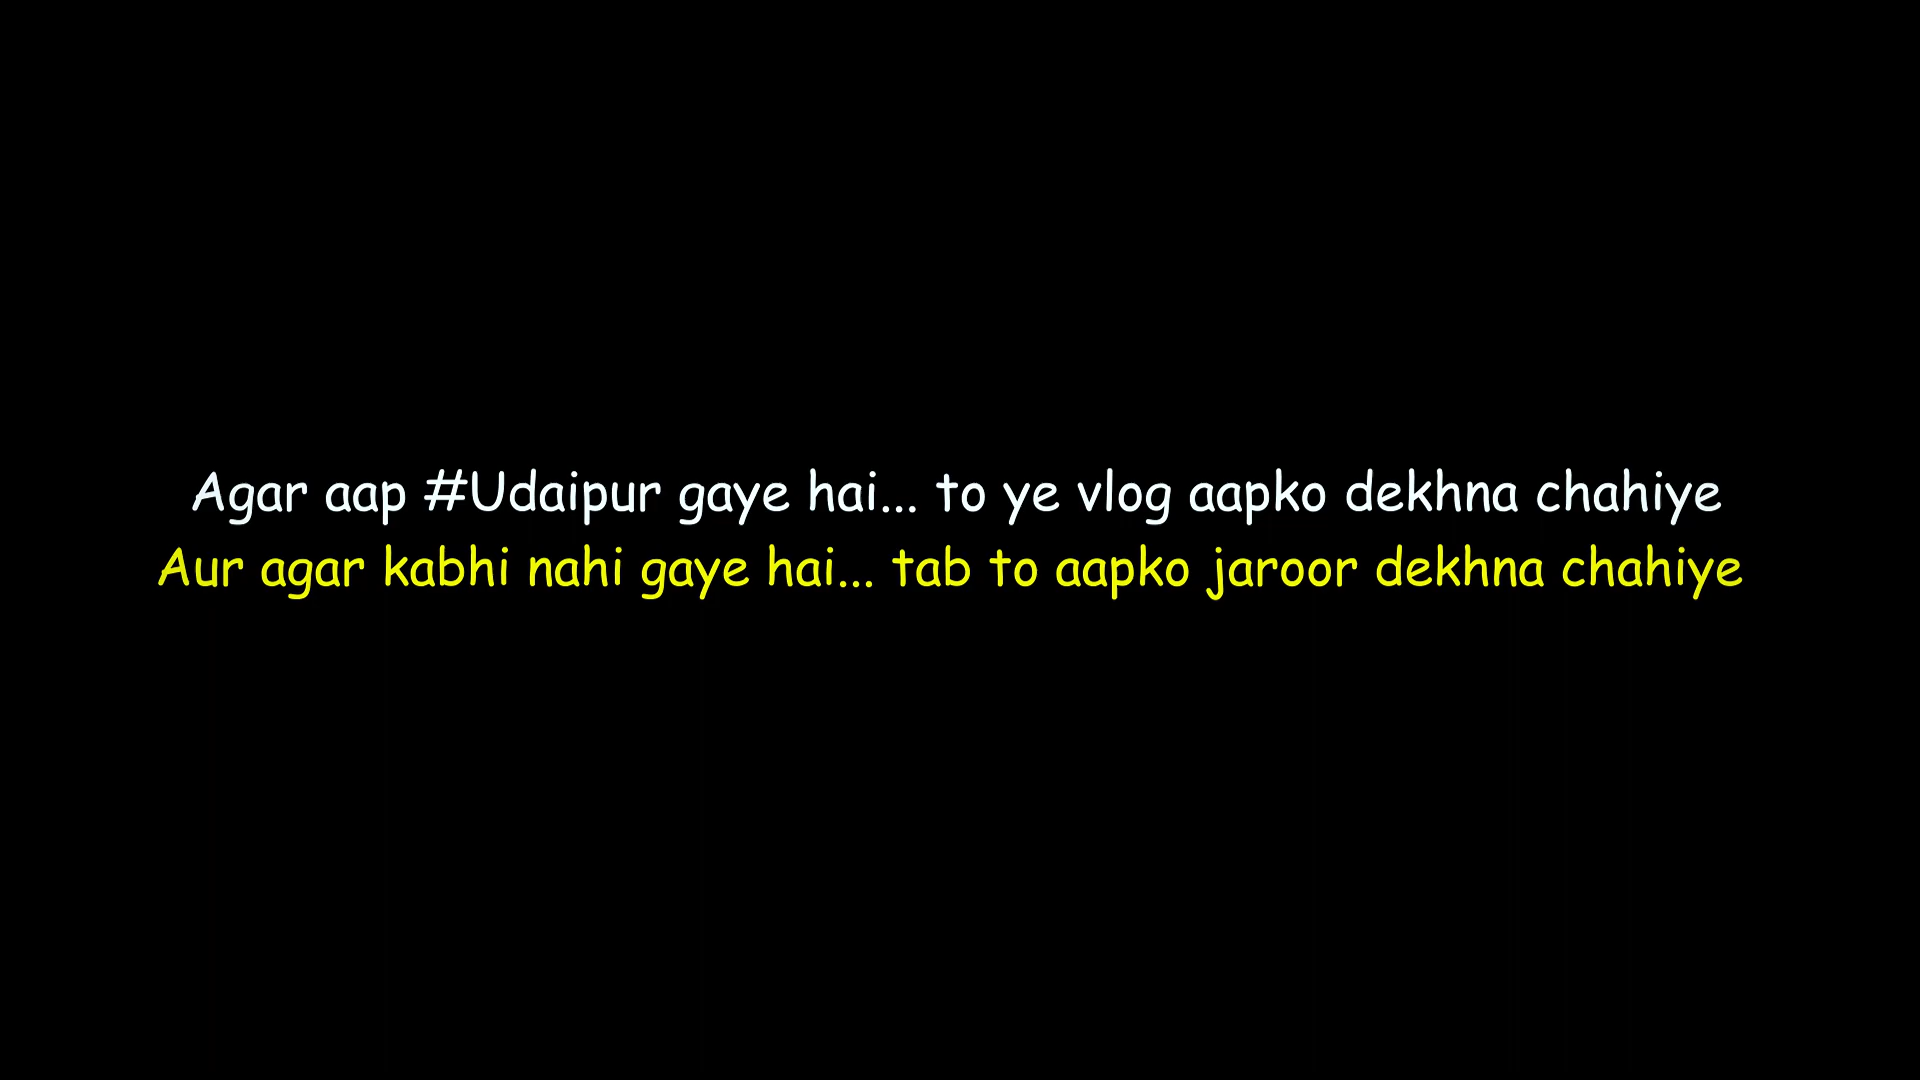 Agar aap #Udaipur gaye hai... to ye vlog aapko dekhna chahiye
Aur agar kabhi nahi gaye hai... tab to aapko jaroor dekhna chahiye